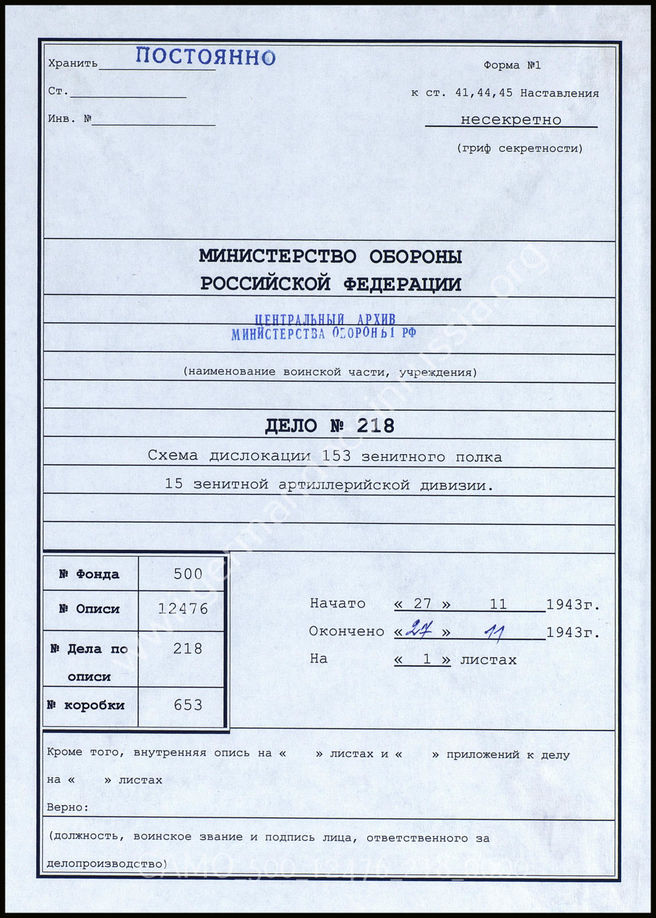 Хранить ПОСТОЯННО
Форма №1
Ст.
к ст. 41,44,45 Наставления
Инв. №
несекретно
(гриф секретности)
МИНИСТЕРСТВО ОБОРОНЫ
РОССИЙСКОЙ ФЕДЕРАЦИИ
ЦЕНТРАЛЬНЫЙ АРХИВ
МИНИСТЕРСТВА ОБОРОНЫ РФ
(наименование воинской части, учреждения)
ДЕЛО № 218
Схема дислокации 153 зенитного полка
15 зенитной артиллерийской дивизии.
№ Фонда 500
№ Описи 12476
№ Дела по описи 218
№ коробки 653
Начато « 27 » 11 1943г.
Окончено « 27 » 11 1943г.
На « 1 » листах
Кроме того, внутренняя опись на « » листах и « » приложений к делу
на « » листах
Верно:
(должность, воинское звание и подпись лица, ответственного за
делопроизводство)